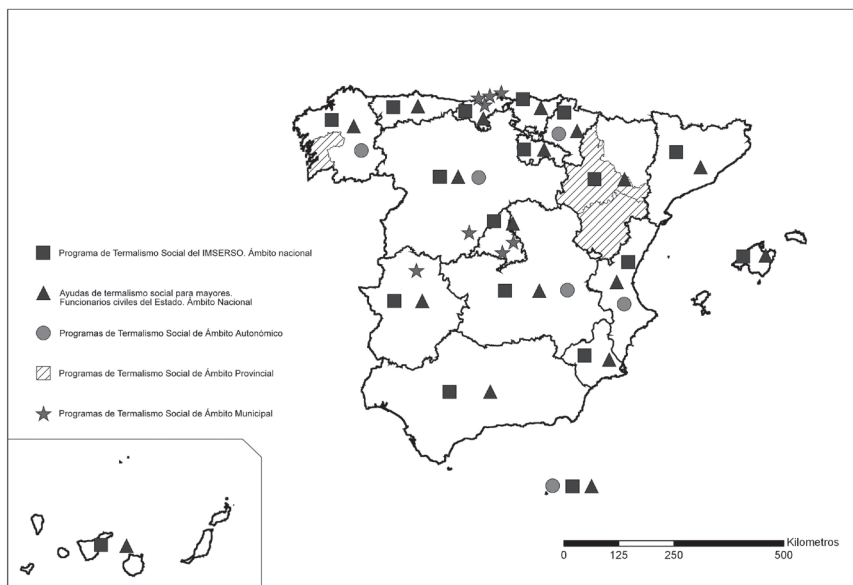 Programa de Termalismo Social del IMSERSO. Ámbito nacional
Ayudas de termalismo social para mayores.
Funcionarios civiles del Estado. Ámbito Nacional
Programas de Termalismo Social de Ámbito Autonómico
Programas de Termalismo Social de Ámbito Provincial
Programas de Termalismo Social de Ámbito Municipal
Kilometros
0 125 250 500